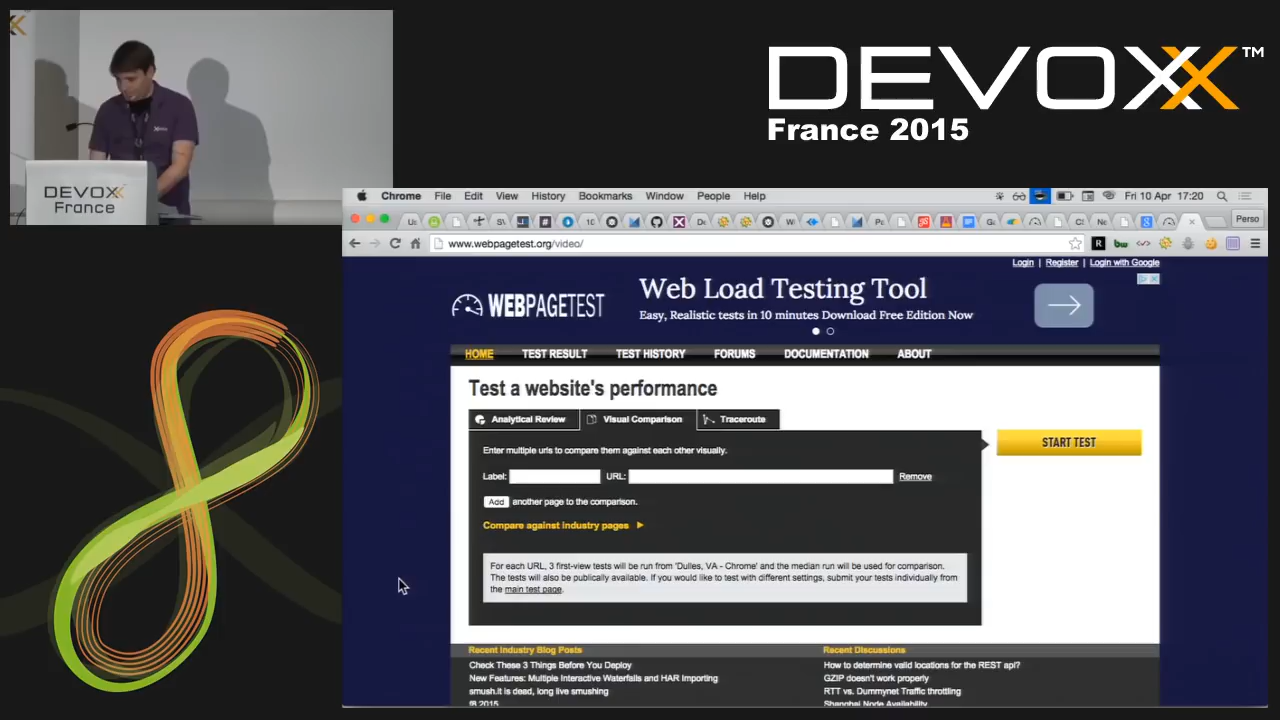 DEVOXX™
France 2015
DEVOXX
France
Chrome File Edit View History Bookmarks Window People Help Fri 10 Apr 17:20
Perso
www.webpagetest.org/video/
Login | Register | Login with Google
WEBPAGETEST
Web Load Testing Tool
Easy, Realistic tests in 10 minutes Download Free Edition Now
HOME TEST RESULT TEST HISTORY FORUMS DOCUMENTATION ABOUT
Test a website's performance
Analytical Review Visual Comparison Traceroute
START TEST
Enter multiple urls to compare them against each other visually.
Label: URL: Remove
Add another page to the comparison.
Compare against industry pages
For each URL, 3 first-view tests will be run from 'Dulles, VA - Chrome' and the median run will be used for comparison.
The tests will also be publically available. If you would like to test with different settings, submit your tests individually from
the main test page.
Recent Industry Blog Posts
Check These 3 Things Before You Deploy
New Features: Multiple Interactive Waterfalls and HAR Importing
smush.it is dead, long live smushing
f8 2015
Recent Discussions
How to determine valid locations for the REST api?
GZIP doesn't work properly
RTT vs. Dummynet Traffic throttling
Shanghai Node Availability